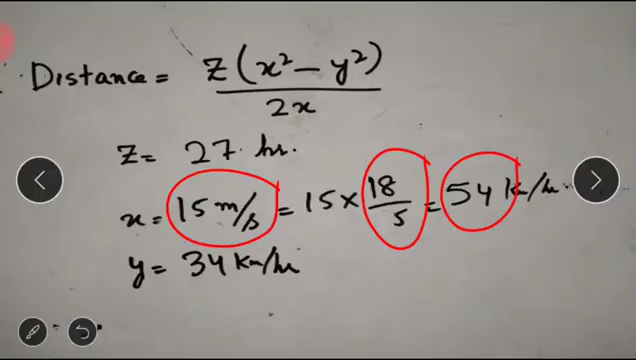 Distance = z(x² - y²) / 2x
z = 27 hr.
x = 15 m/s = 15 × 18/5 = 54 km/hr.
y = 34 km/hr